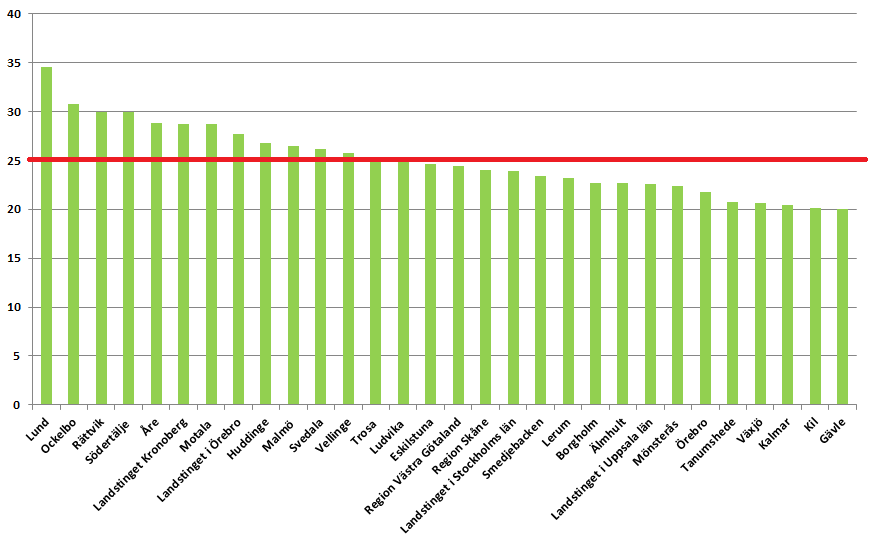 40
35
30
25
20
15
10
5
0
Lund
Ockelbo
Rättvik
Södertälje
Åre
Landstinget Kronoberg
Motala
Landstinget i Örebro
Huddinge
Malmö
Svedala
Vellinge
Trosa
Ludvika
Eskilstuna
Region Västra Götaland
Region Skåne
Landstinget i Stockholms län
Smedjebacken
Lerum
Borgholm
Älmhult
Landstinget i Uppsala län
Mönsterås
Örebro
Tanumshede
Växjö
Kalmar
Kil
Gävle